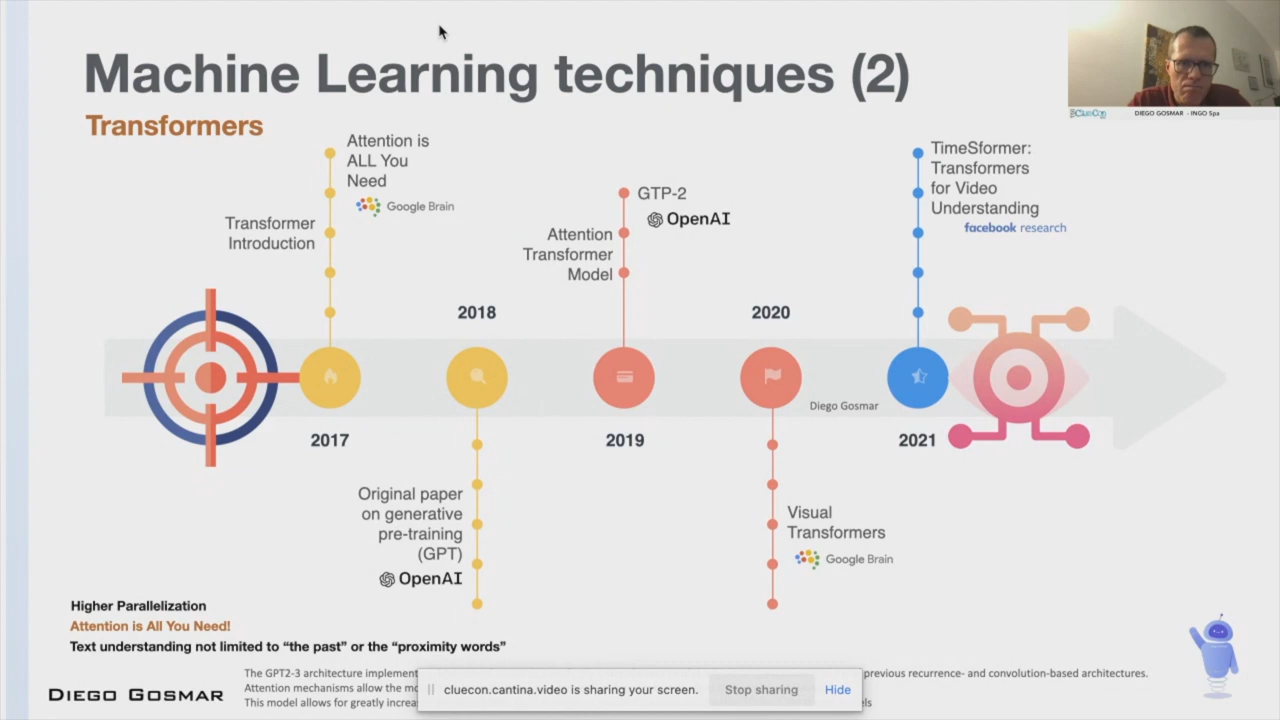 Machine Learning techniques (2)
Transformers
DIEGO GOSMAR - INGO Spa
Attention is
ALL You
Need
Google Brain
Transformer
Introduction
GTP-2
OpenAI
Attention
Transformer
Model
TimeSformer:
Transformers
for Video
Understanding
facebook research
2018
2020
Diego Gosmar
2017
2019
2021
Original paper
on generative
pre-training
(GPT)
OpenAI
Visual
Transformers
Google Brain
Higher Parallelization
Attention is All You Need!
Text understanding not limited to “the past” or the “proximity words”
DIEGO GOSMAR
The GPT2-3 architecture implement
previous recurrence- and convolution-based architectures.
Attention mechanisms allow the
This model allows for greatly
cluecon.cantina.video is sharing your screen.
Stop sharing
Hide